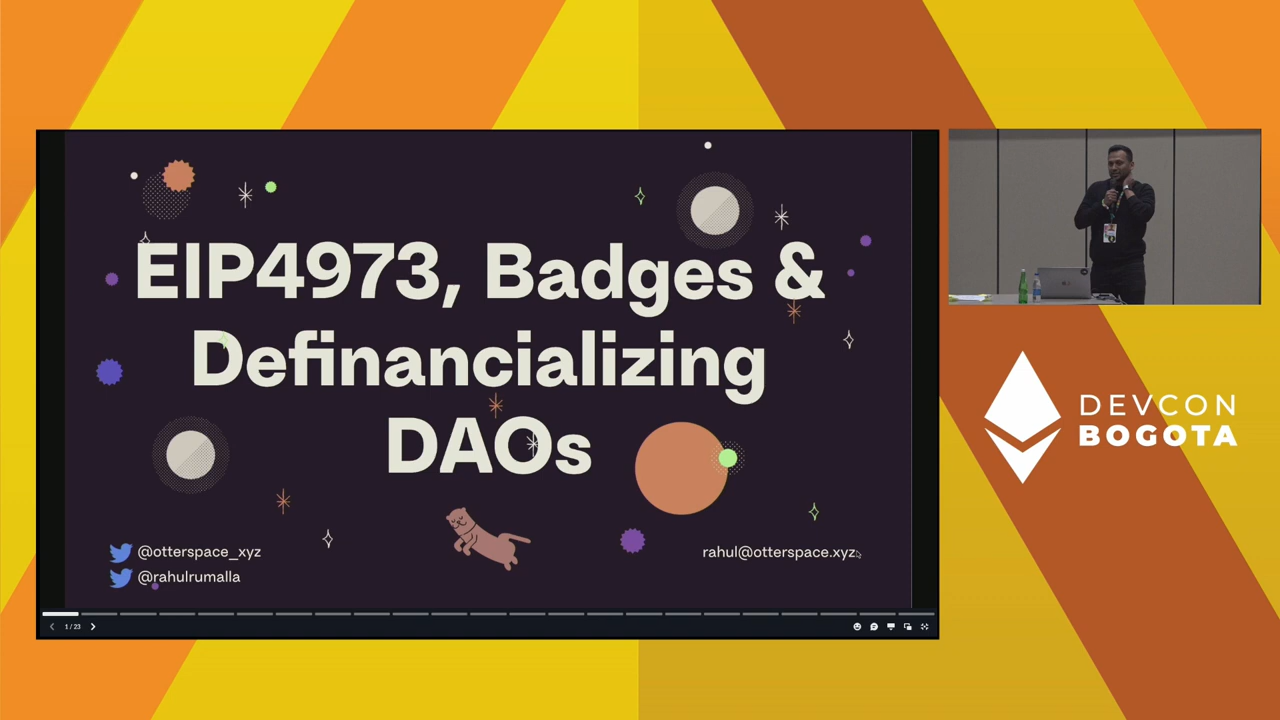 EIP4973, Badges &
Definancializing
DAOs
@otterspace_xyz
@rahulrumalla
rahul@otterspace.xyz
1 / 23
DEVCON
BOGOTA